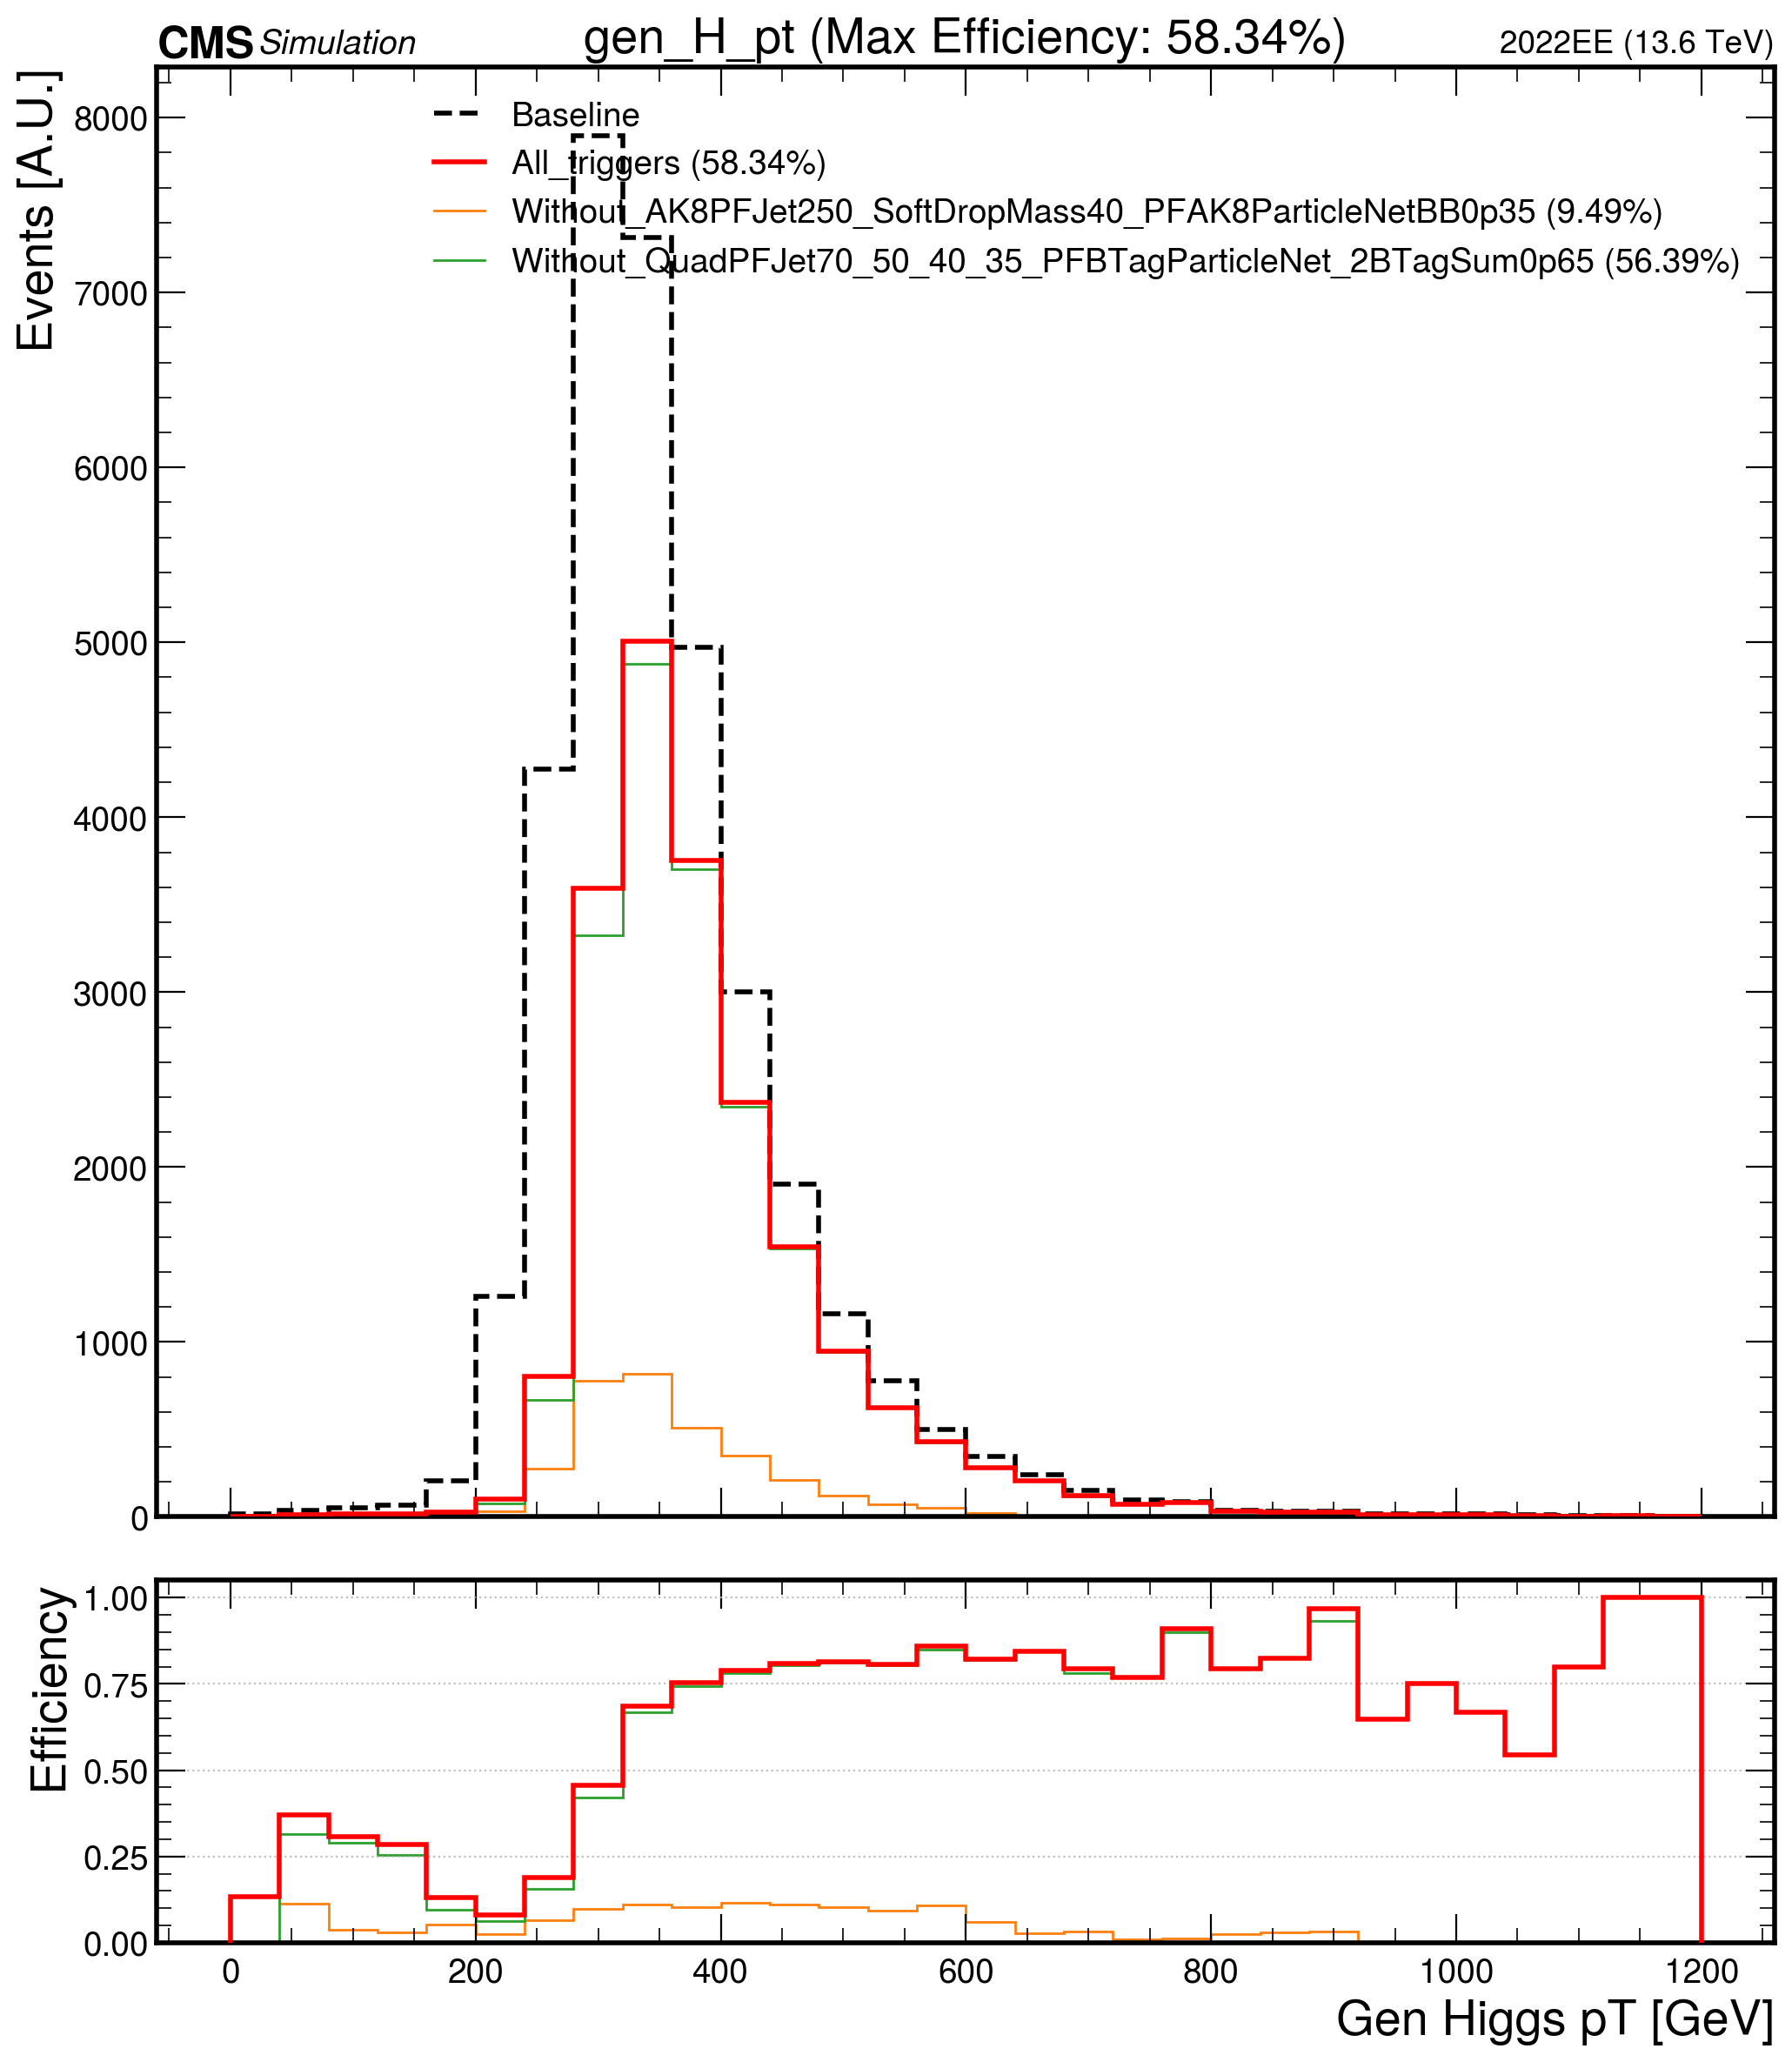 CMS Simulation gen_H_pt (Max Efficiency: 58.34%) 2022EE (13.6 TeV)
Events [A.U.]
Baseline
All_triggers (58.34%)
Without_AK8PFJet250_SoftDropMass40_PFAK8ParticleNetBB0p35 (9.49%)
Without_QuadPFJet70_50_40_35_PFBTagParticleNet_2BTagSum0p65 (56.39%)
8000
7000
6000
5000
4000
3000
2000
1000
0
Efficiency
1.00
0.75
0.50
0.25
0.00
0 200 400 600 800 1000 1200
Gen Higgs pT [GeV]